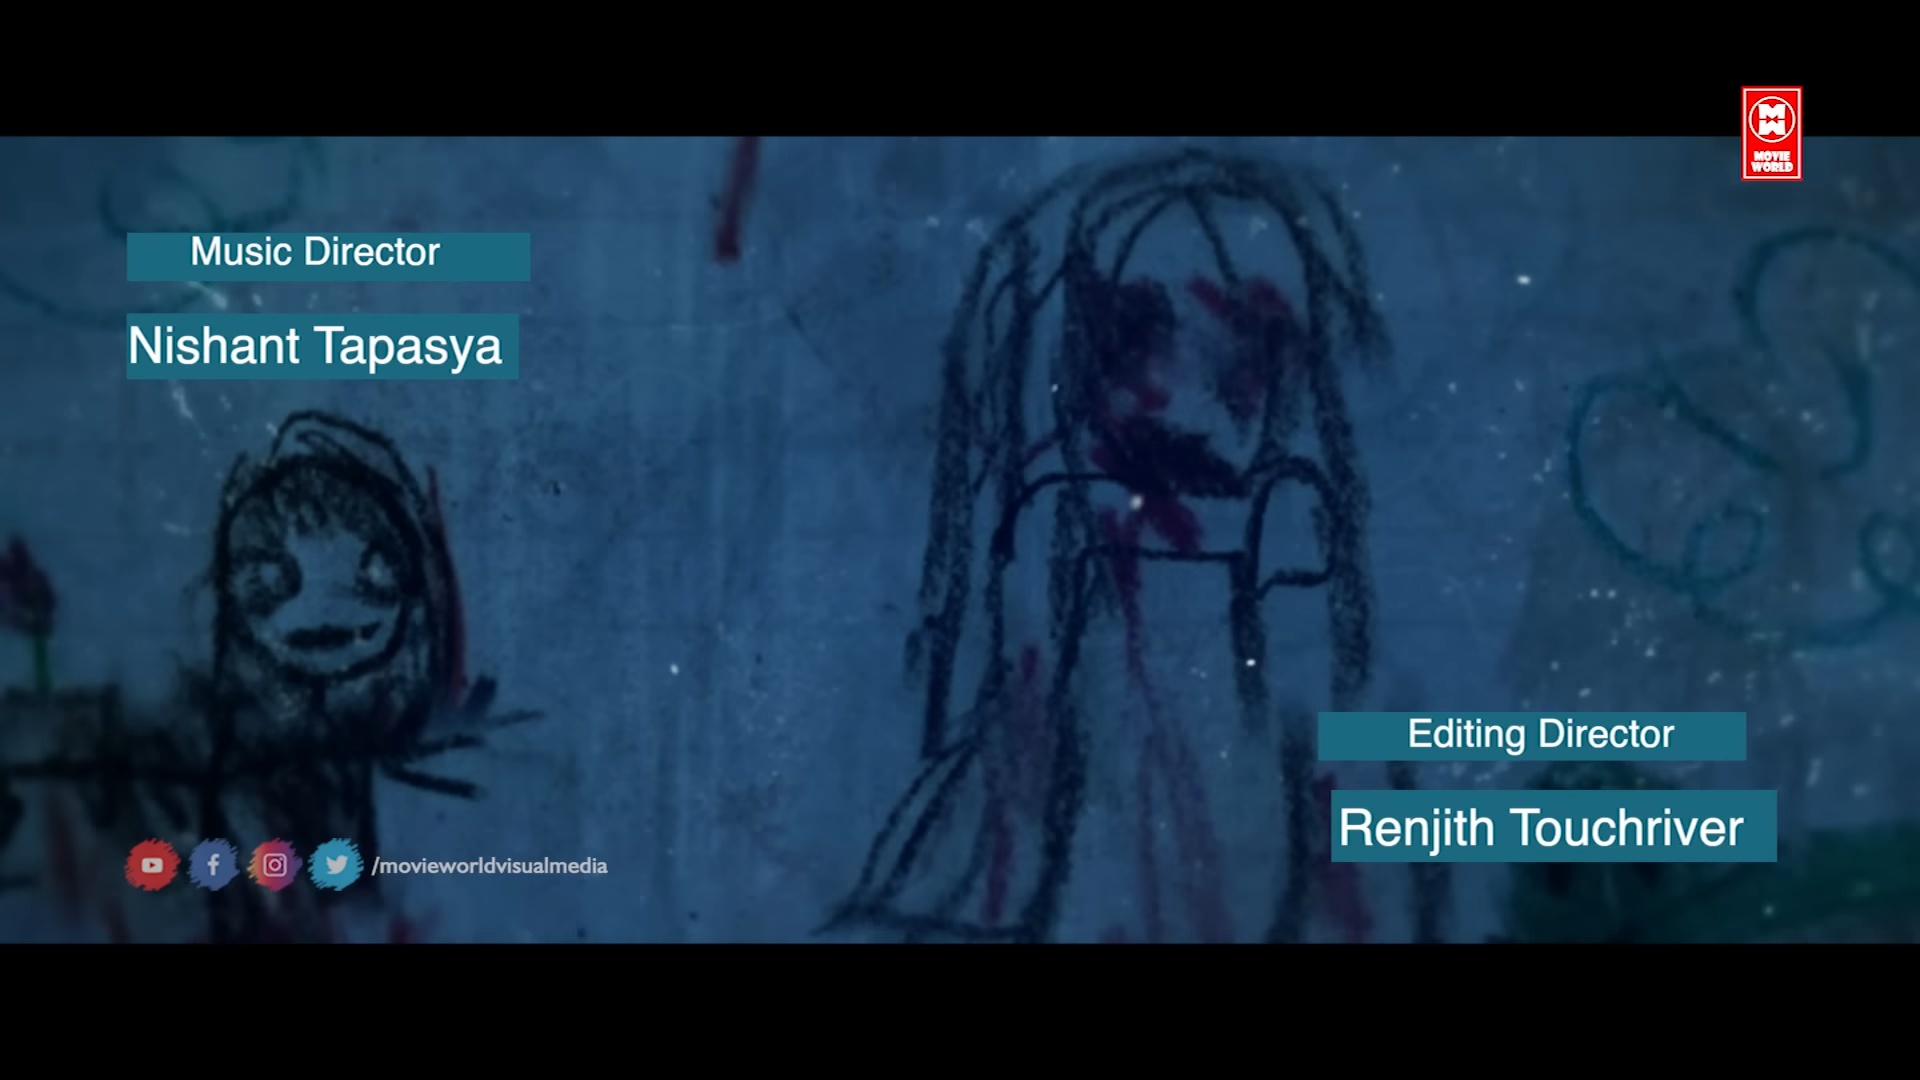 MOVIE
WORLD
Music Director
Nishant Tapasya
Editing Director
Renjith Touchriver
/movieworldvisualmedia